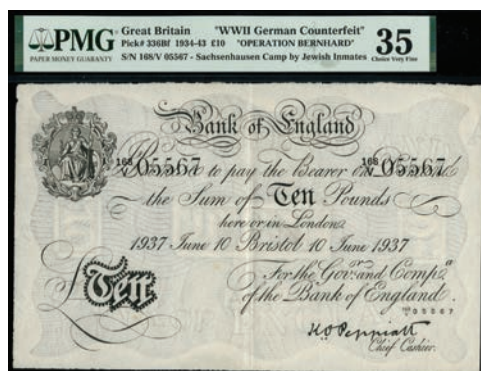 PMG
PAPER MONEY GUARANTY
Great Britain "WWII German Counterfeit"
Pick# 336Bf 1934-43 £10 "OPERATION BERNHARD"
S/N 168/V 05567 - Sachsenhausen Camp by Jewish Inmates
35
Choice Very Fine
Bank of England
168/V 05567 168/V 05567
to pay the Bearer on Demand
the Sum of Ten Pounds
here or in London
1937 June 10 Bristol 10 June 1937
For the Govr. and Compa.
of the Bank of England.
05567
£Ten
K.O. Peppiatt
Chief Cashier.